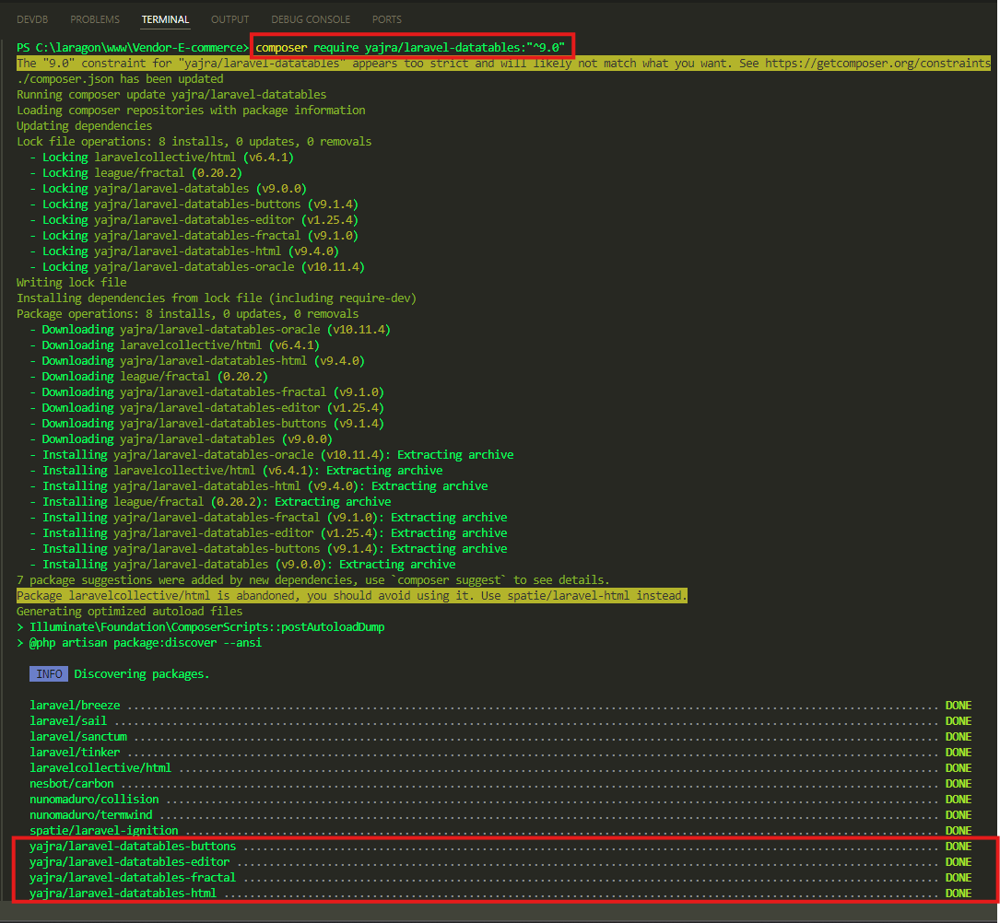 DEVDB PROBLEMS TERMINAL OUTPUT DEBUG CONSOLE PORTS
PS C:\laragon\www\Vendor-E-commerce> composer require yajra/laravel-datatables:"^9.0"
The "9.0" constraint for "yajra/laravel-datatables" appears too strict and will likely not match what you want. See https://getcomposer.org/constraints
./composer.json has been updated
Running composer update yajra/laravel-datatables
Loading composer repositories with package information
Updating dependencies
Lock file operations: 8 installs, 0 updates, 0 removals
- Locking laravelcollective/html (v6.4.1)
- Locking league/fractal (0.20.2)
- Locking yajra/laravel-datatables (v9.0.0)
- Locking yajra/laravel-datatables-buttons (v9.1.4)
- Locking yajra/laravel-datatables-editor (v1.25.4)
- Locking yajra/laravel-datatables-fractal (v9.1.0)
- Locking yajra/laravel-datatables-html (v9.4.0)
- Locking yajra/laravel-datatables-oracle (v10.11.4)
Writing lock file
Installing dependencies from lock file (including require-dev)
Package operations: 8 installs, 0 updates, 0 removals
- Downloading yajra/laravel-datatables-oracle (v10.11.4)
- Downloading laravelcollective/html (v6.4.1)
- Downloading yajra/laravel-datatables-html (v9.4.0)
- Downloading league/fractal (0.20.2)
- Downloading yajra/laravel-datatables-fractal (v9.1.0)
- Downloading yajra/laravel-datatables-editor (v1.25.4)
- Downloading yajra/laravel-datatables-buttons (v9.1.4)
- Downloading yajra/laravel-datatables (v9.0.0)
- Installing yajra/laravel-datatables-oracle (v10.11.4): Extracting archive
- Installing laravelcollective/html (v6.4.1): Extracting archive
- Installing yajra/laravel-datatables-html (v9.4.0): Extracting archive
- Installing league/fractal (0.20.2): Extracting archive
- Installing yajra/laravel-datatables-fractal (v9.1.0): Extracting archive
- Installing yajra/laravel-datatables-editor (v1.25.4): Extracting archive
- Installing yajra/laravel-datatables-buttons (v9.1.4): Extracting archive
- Installing yajra/laravel-datatables (v9.0.0): Extracting archive
7 package suggestions were added by new dependencies, use `composer suggest` to see details.
Package laravelcollective/html is abandoned, you should avoid using it. Use spatie/laravel-html instead.
Generating optimized autoload files
> Illuminate\Foundation\ComposerScripts::postAutoloadDump
> @php artisan package:discover --ansi
INFO Discovering packages.
laravel/breeze ........ DONE
laravel/sail ........ DONE
laravel/sanctum ........ DONE
laravel/tinker ........ DONE
laravelcollective/html ........ DONE
nesbot/carbon ........ DONE
nunomaduro/collision ........ DONE
nunomaduro/termwind ........ DONE
spatie/laravel-ignition ........ DONE
yajra/laravel-datatables-buttons ........ DONE
yajra/laravel-datatables-editor ........ DONE
yajra/laravel-datatables-fractal ........ DONE
yajra/laravel-datatables-html ........ DONE